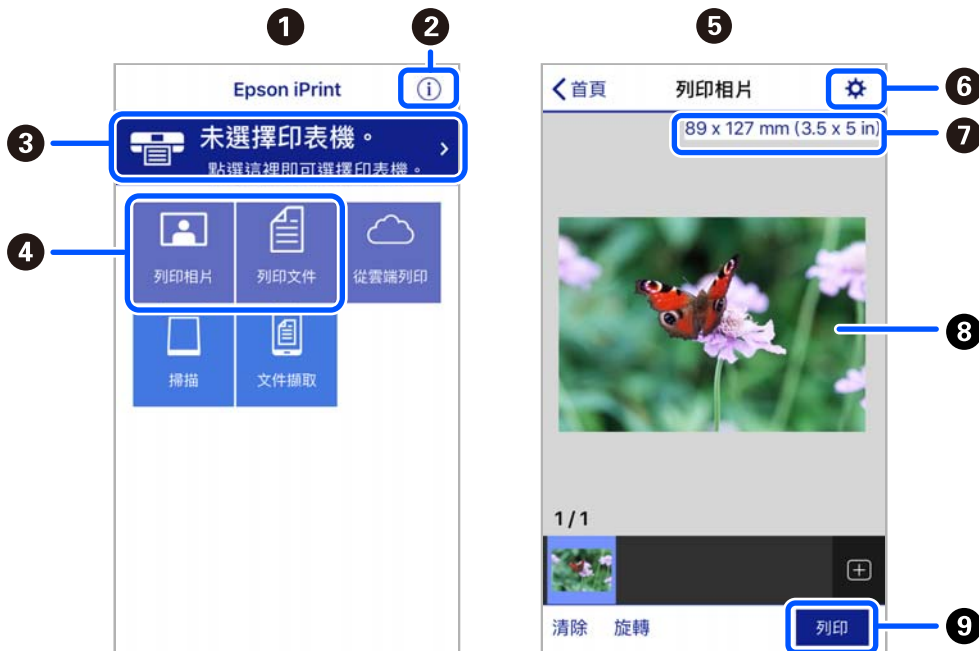 1
2
Epson iPrint
3
未選擇印表機。
點選這裡即可選擇印表機。
4
列印相片
列印文件
從雲端列印
掃描
文件擷取
5
首頁
列印相片
6
89 x 127 mm (3.5 x 5 in)
7
8
1/1
清除
旋轉
列印
9